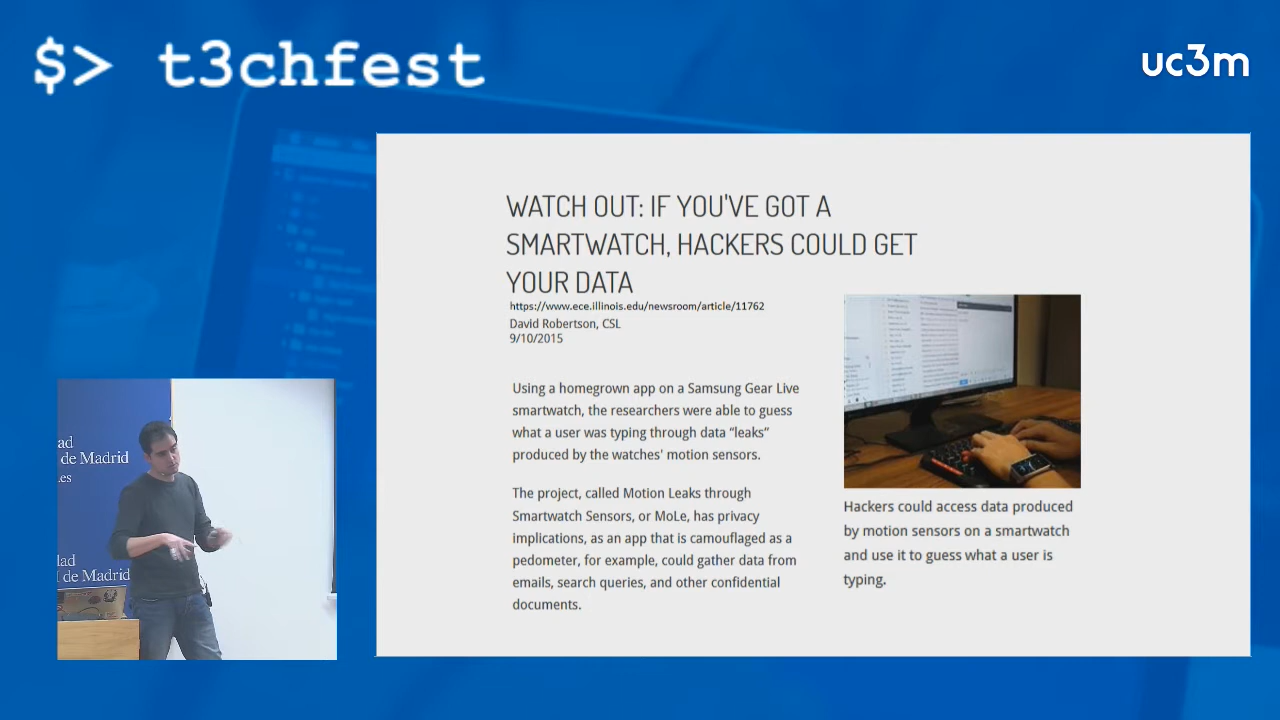 $> t3chfest
uc3m
WATCH OUT: IF YOU'VE GOT A
SMARTWATCH, HACKERS COULD GET
YOUR DATA
https://www.ece.illinois.edu/newsroom/article/11762
David Robertson, CSL
9/10/2015
Using a homegrown app on a Samsung Gear Live
smartwatch, the researchers were able to guess
what a user was typing through data “leaks”
produced by the watches' motion sensors.
The project, called Motion Leaks through
Smartwatch Sensors, or MoLe, has privacy
implications, as an app that is camouflaged as a
pedometer, for example, could gather data from
emails, search queries, and other confidential
documents.
Hackers could access data produced
by motion sensors on a smartwatch
and use it to guess what a user is
typing.
ad
de Madrid
.es
dad
I de Madrid